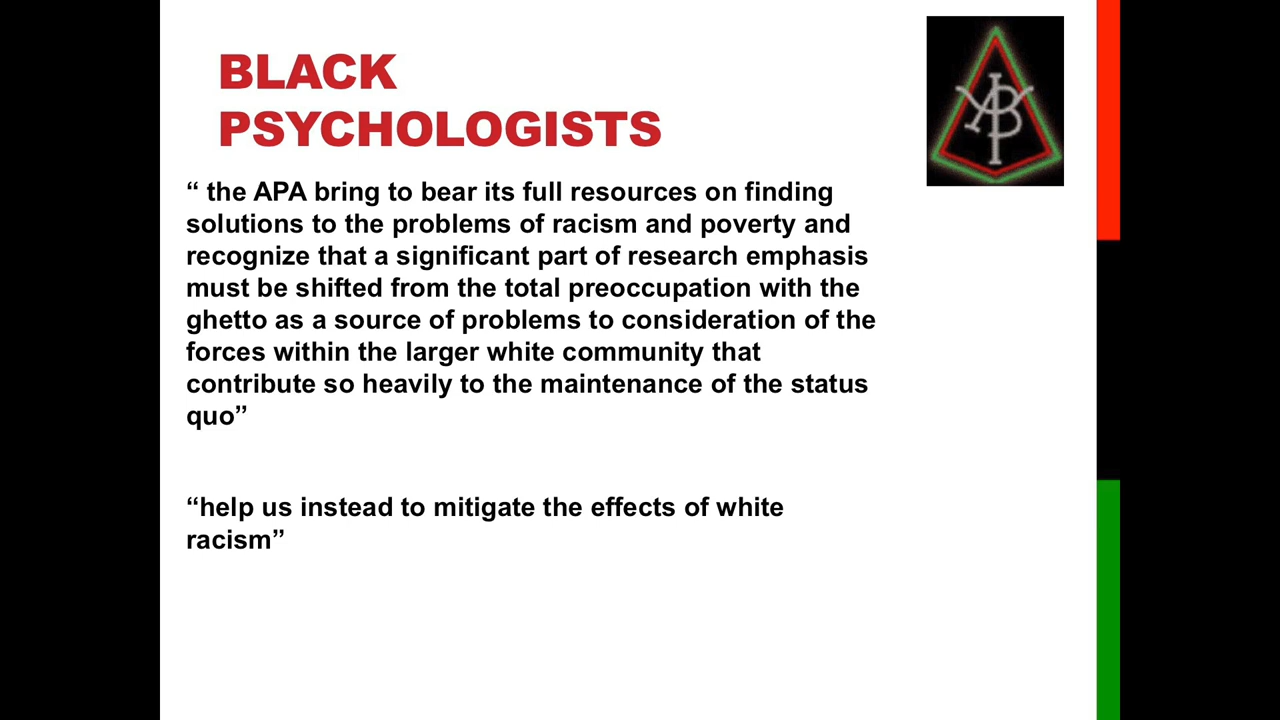 BLACK
PSYCHOLOGISTS
“ the APA bring to bear its full resources on finding
solutions to the problems of racism and poverty and
recognize that a significant part of research emphasis
must be shifted from the total preoccupation with the
ghetto as a source of problems to consideration of the
forces within the larger white community that
contribute so heavily to the maintenance of the status
quo”
“help us instead to mitigate the effects of white
racism”